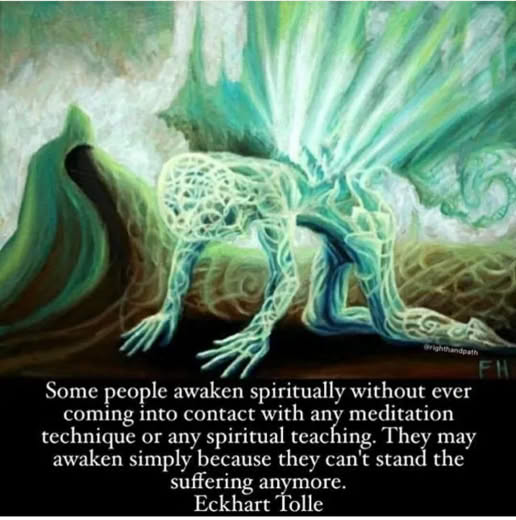 @righthandpath
FH
Some people awaken spiritually without ever
coming into contact with any meditation
technique or any spiritual teaching. They may
awaken simply because they can't stand the
suffering anymore.
Eckhart Tolle